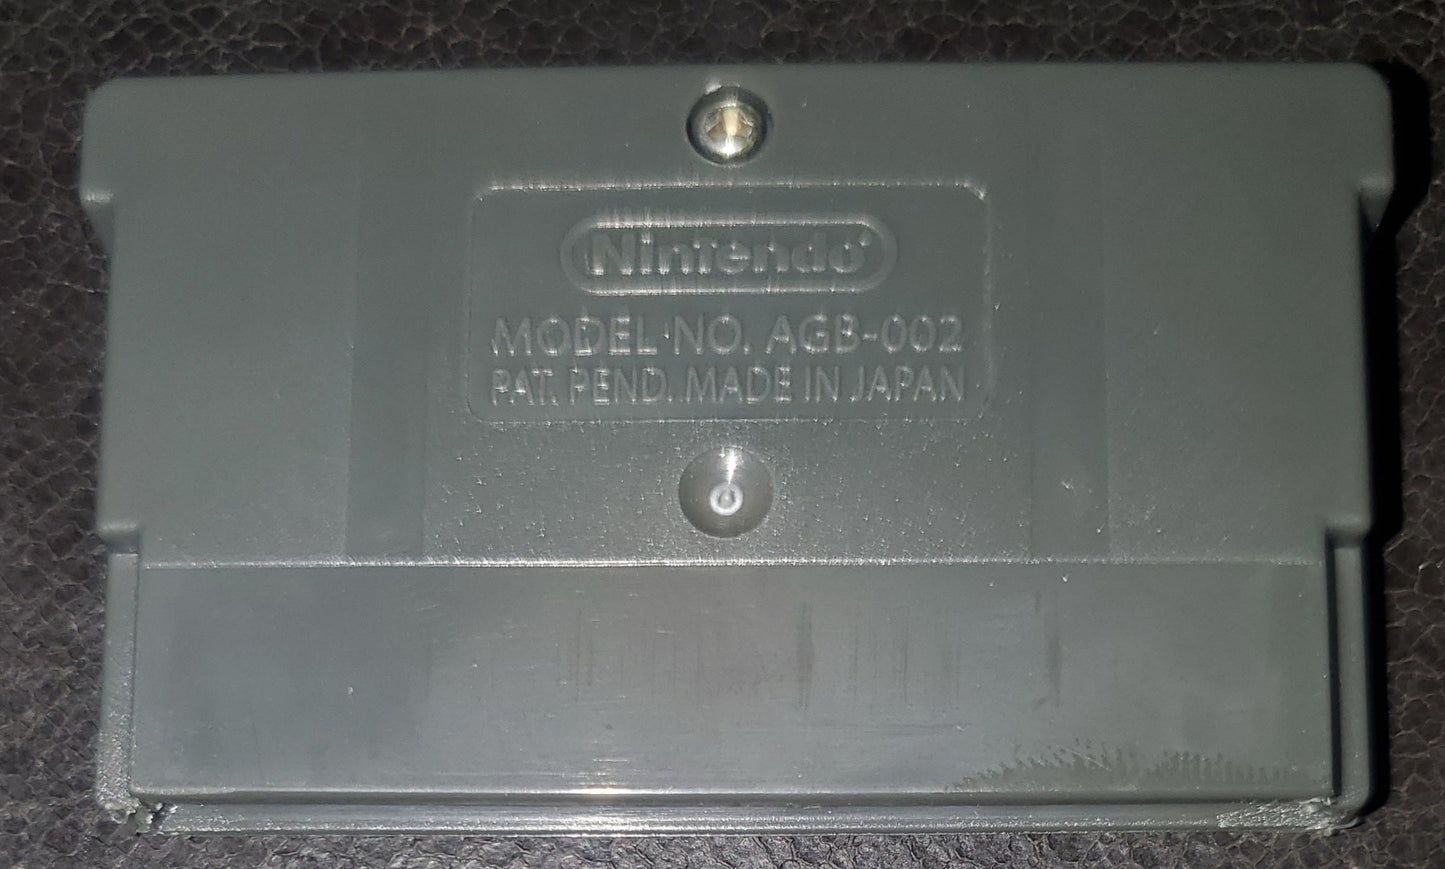 Nintendo
MODEL NO. AGB-002
PAT. PEND. MADE IN JAPAN